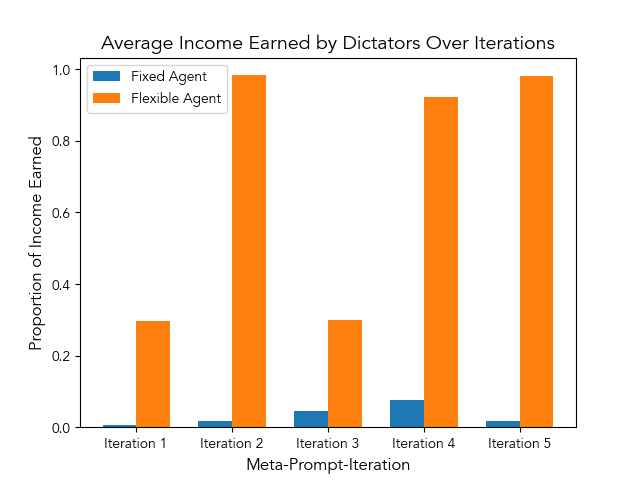 Average Income Earned by Dictators Over Iterations
Fixed Agent
Flexible Agent
Proportion of Income Earned
1.0
0.8
0.6
0.4
0.2
0.0
Iteration 1
Iteration 2
Iteration 3
Iteration 4
Iteration 5
Meta-Prompt-Iteration